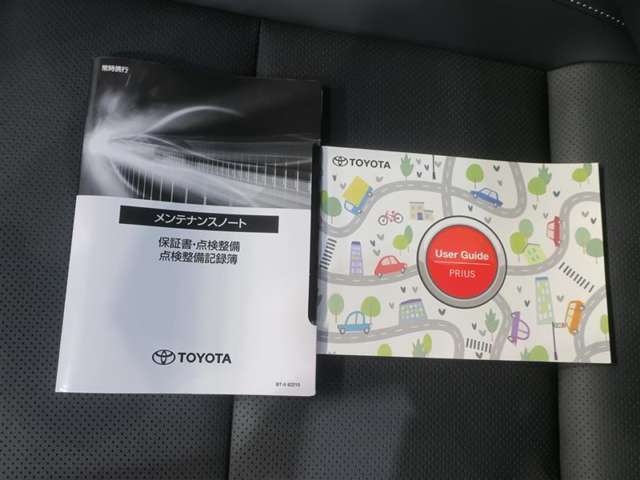 常時携行
メンテナンスノート
保証書・点検整備
点検整備記録簿
TOYOTA
TOYOTA
User Guide
PRIUS